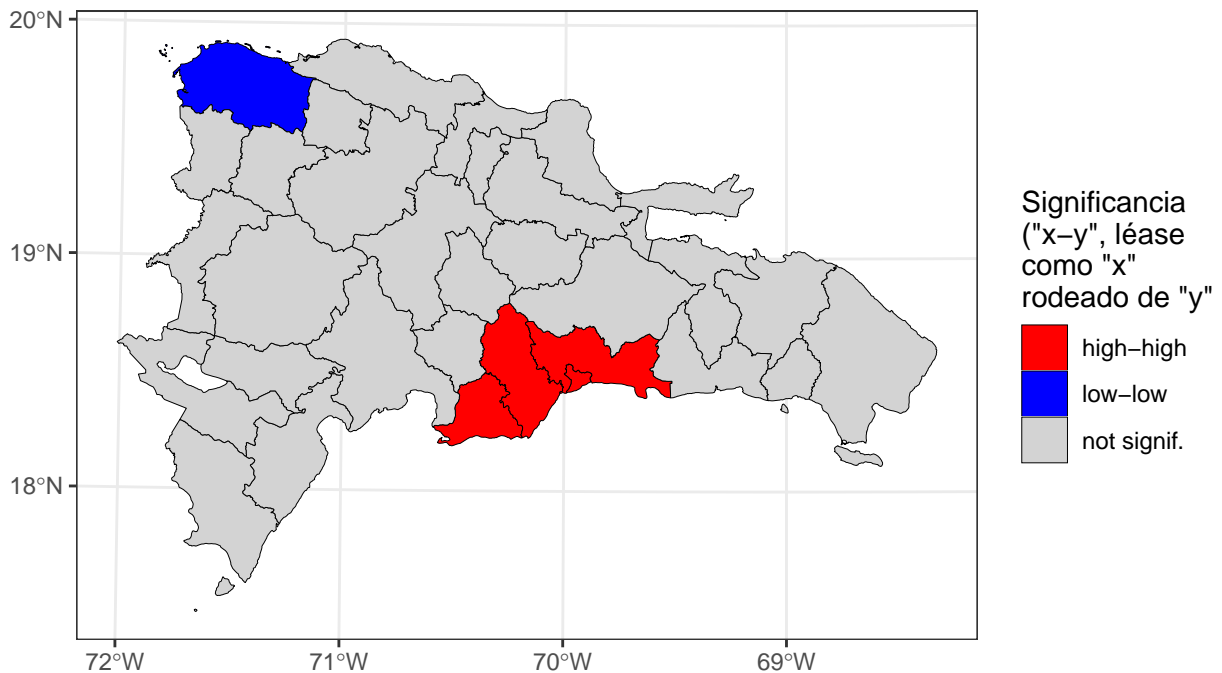 20°N
19°N
18°N
72°W
71°W
70°W
69°W
Significancia
("x−y", léase
como "x"
rodeado de "y"
high−high
low−low
not signif.